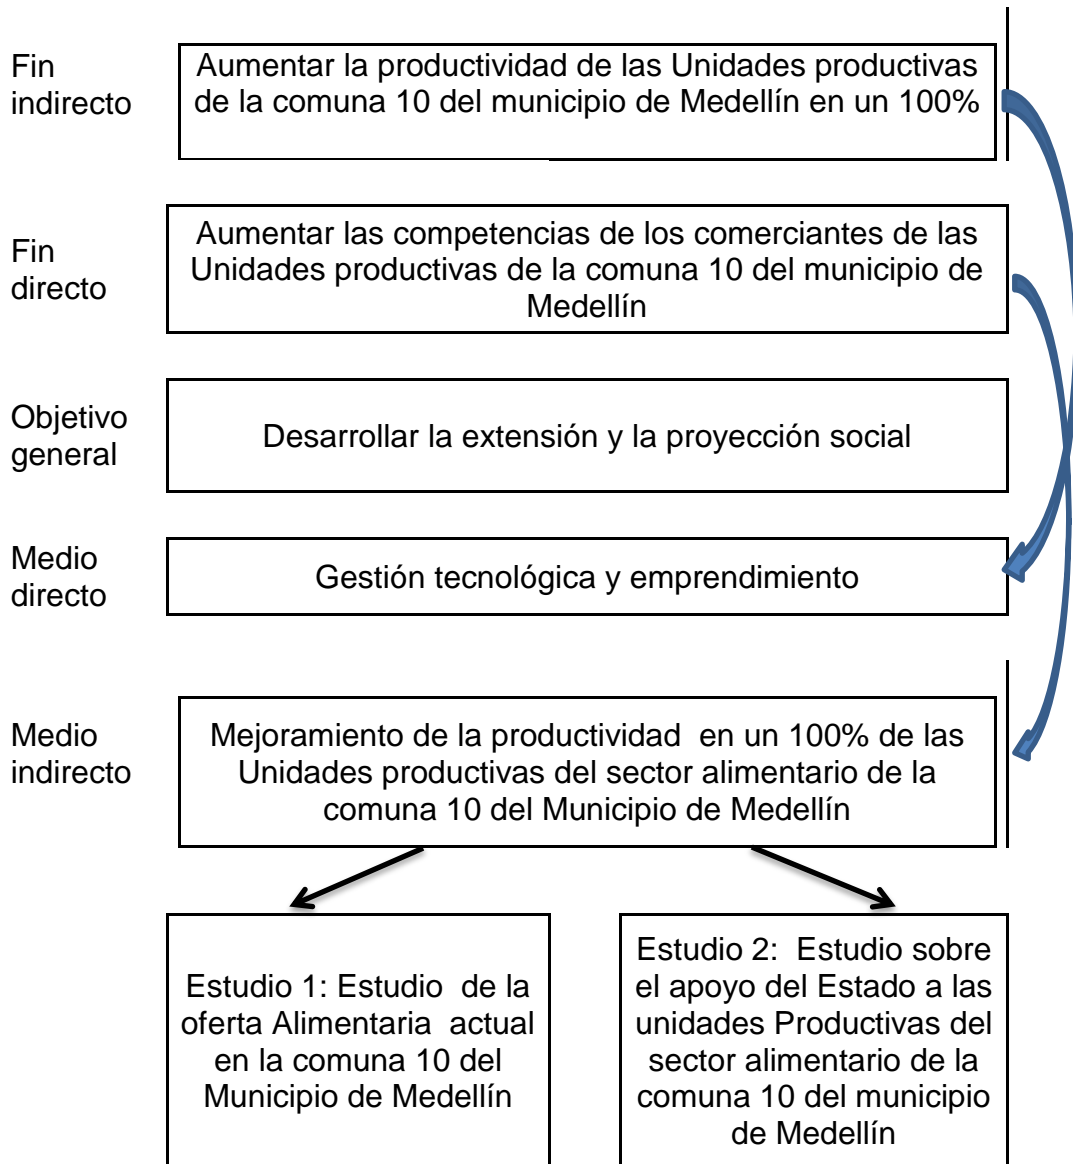 Fin
indirecto
Aumentar la productividad de las Unidades productivas
de la comuna 10 del municipio de Medellín en un 100%
Fin
directo
Aumentar las competencias de los comerciantes de las
Unidades productivas de la comuna 10 del municipio de
Medellín
Objetivo
general
Desarrollar la extensión y la proyección social
Medio
directo
Gestión tecnológica y emprendimiento
Medio
indirecto
Mejoramiento de la productividad  en un 100% de las
Unidades productivas del sector alimentario de la
comuna 10 del Municipio de Medellín
Estudio 1: Estudio  de la
oferta Alimentaria  actual
en la comuna 10 del
Municipio de Medellín
Estudio 2:  Estudio sobre
el apoyo del Estado a las
unidades Productivas del
sector alimentario de la
comuna 10 del municipio
de Medellín